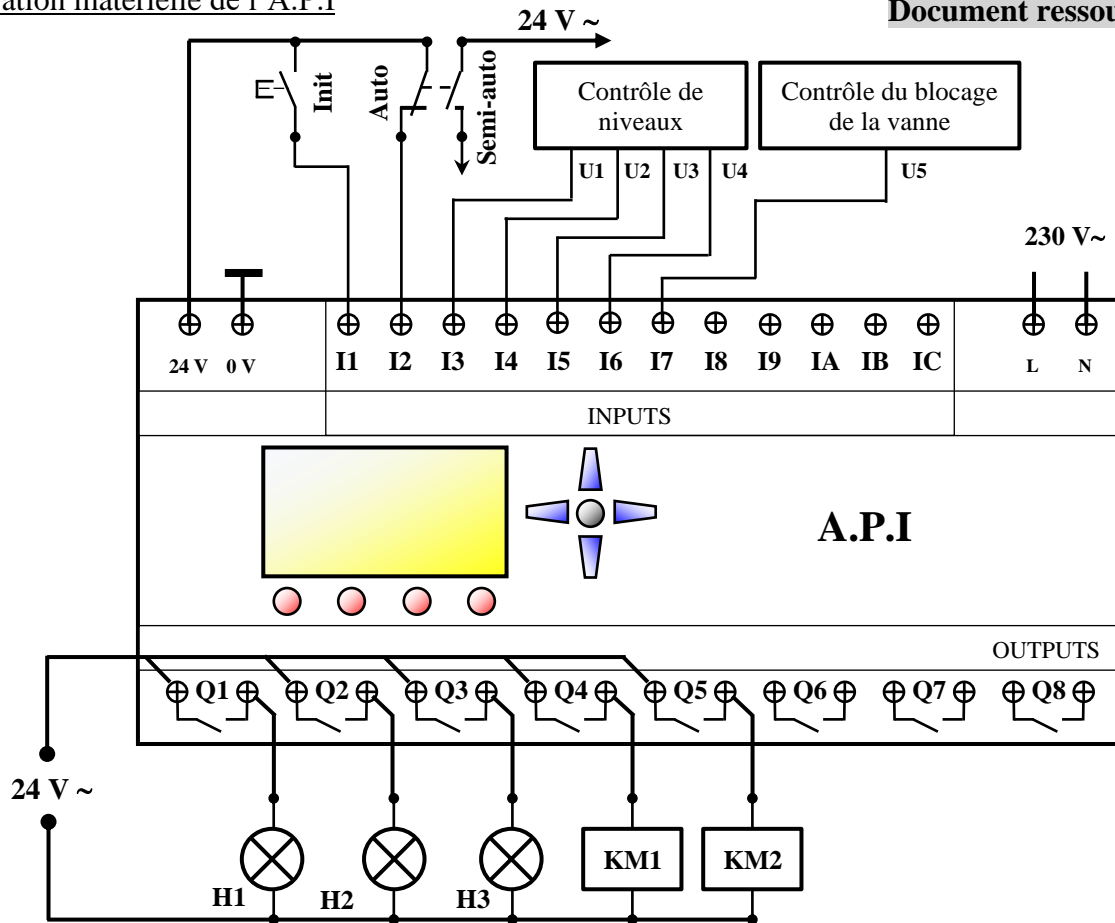 ation matérielle de l'A.P.I
Document ressou
24 V ~
Init
Auto
Semi-auto
Contrôle de
niveaux
Contrôle du blocage
de la vanne
U1 U2 U3 U4 U5
230 V~
24 V 0 V I1 I2 I3 I4 I5 I6 I7 I8 I9 IA IB IC L N
INPUTS
A.P.I
OUTPUTS
Q1 Q2 Q3 Q4 Q5 Q6 Q7 Q8
24 V ~
KM1 KM2
H1 H2 H3